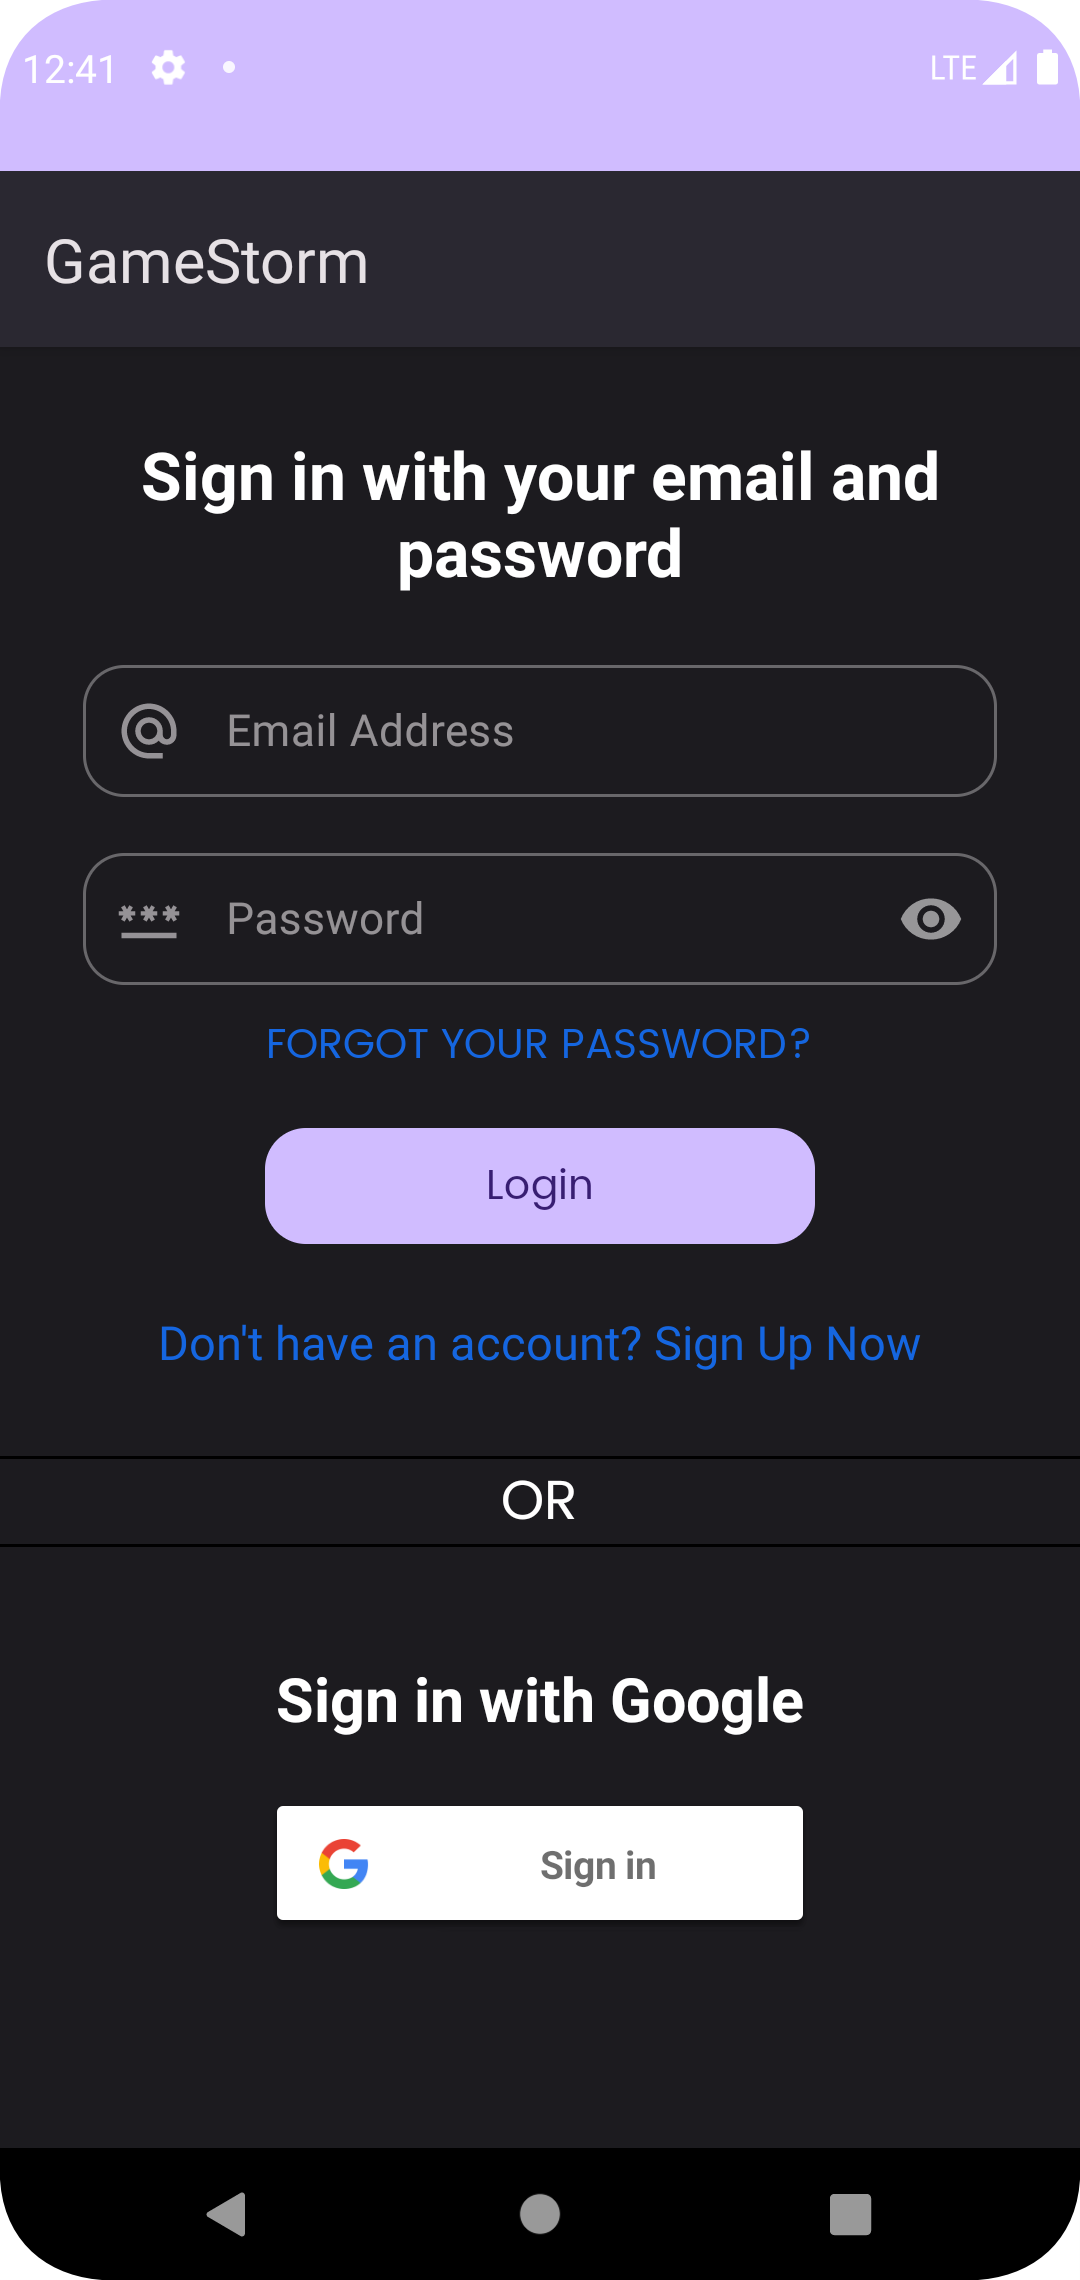 12:41
LTE
GameStorm
Sign in with your email and
password
Email Address
Password
FORGOT YOUR PASSWORD?
Login
Don't have an account? Sign Up Now
OR
Sign in with Google
Sign in